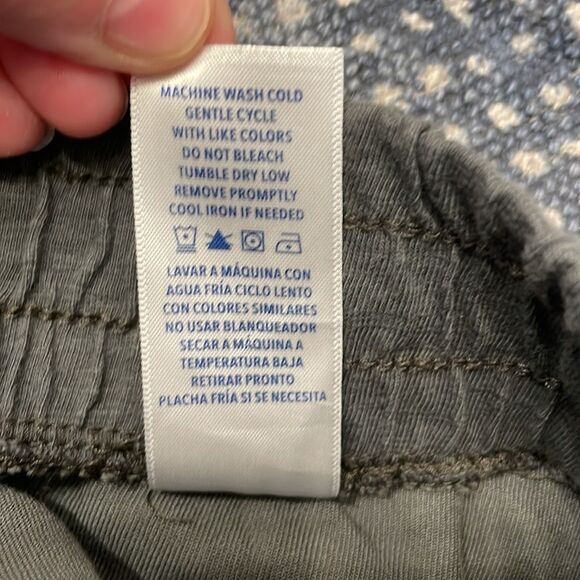 MACHINE WASH COLD
GENTLE CYCLE
WITH LIKE COLORS
DO NOT BLEACH
TUMBLE DRY LOW
REMOVE PROMPTLY
COOL IRON IF NEEDED
LAVAR A MÁQUINA CON
AGUA FRÍA CICLO LENTO
CON COLORES SIMILARES
NO USAR BLANQUEADOR
SECAR A MÁQUINA A
TEMPERATURA BAJA
RETIRAR PRONTO
PLACHA FRÍA SI SE NECESITA